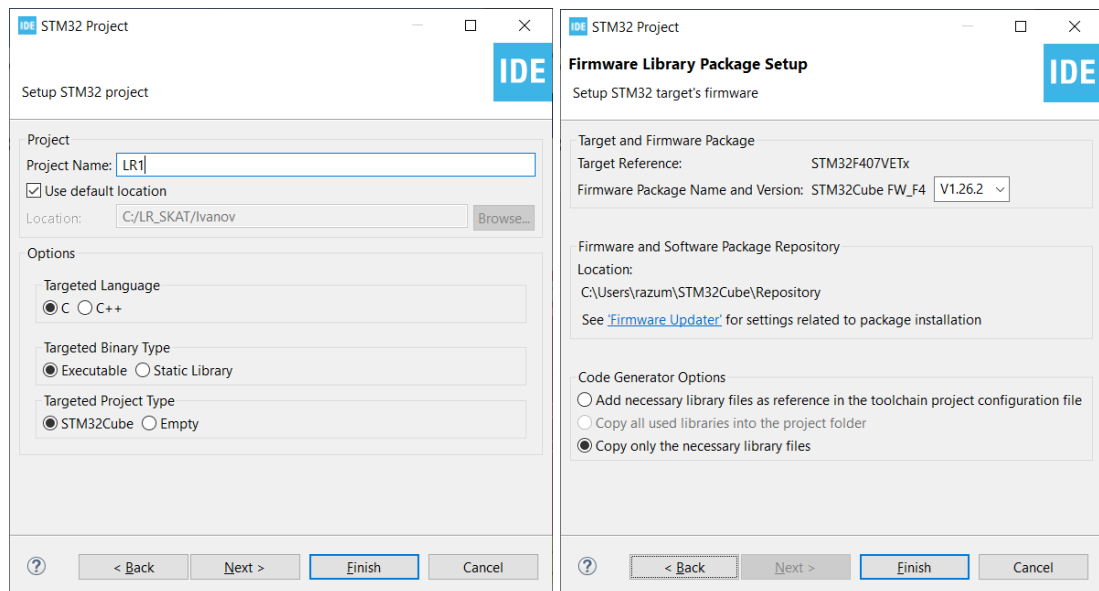 IDE STM32 Project
IDE
Setup STM32 project
Project
Project Name: LR1
Use default location
Location: C:/LR_SKAT/Ivanov Browse...
Options
Targeted Language
C C++
Targeted Binary Type
Executable Static Library
Targeted Project Type
STM32Cube Empty
? < Back Next > Finish Cancel
IDE STM32 Project
Firmware Library Package Setup
IDE
Setup STM32 target's firmware
Target and Firmware Package
Target Reference: STM32F407VETx
Firmware Package Name and Version: STM32Cube FW_F4 V1.26.2
Firmware and Software Package Repository
Location:
C:\Users\razum\STM32Cube\Repository
See 'Firmware Updater' for settings related to package installation
Code Generator Options
Add necessary library files as reference in the toolchain project configuration file
Copy all used libraries into the project folder
Copy only the necessary library files
? < Back Next > Finish Cancel